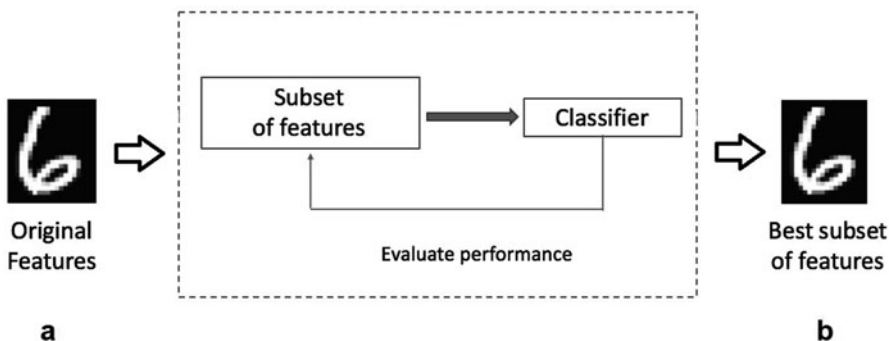 Subset
of features
Classifier
Evaluate performance
Original
Features
Best subset
of features
a
b